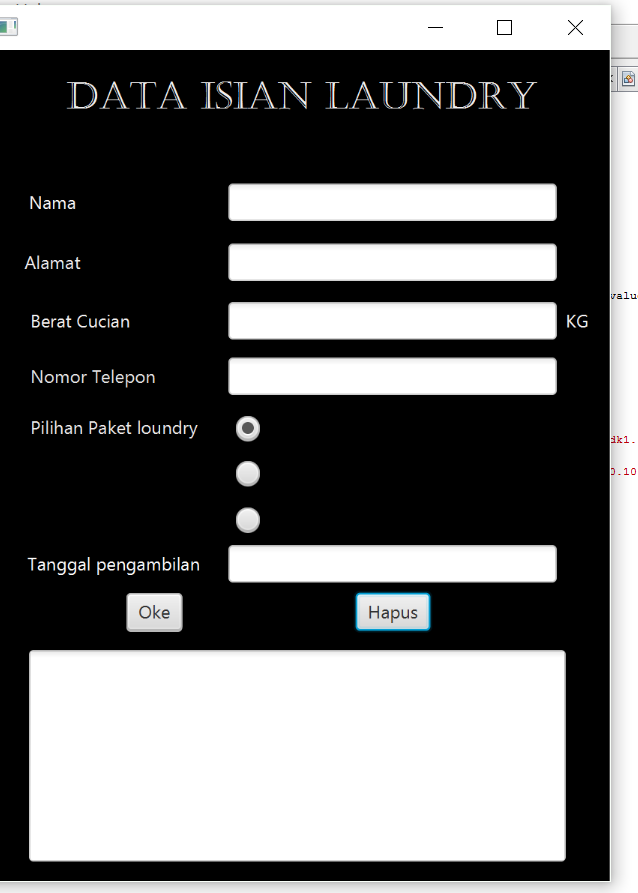 DATA ISIAN LAUNDRY
Nama
Alamat
Berat Cucian KG
Nomor Telepon
Pilihan Paket loundry
Tanggal pengambilan
Oke Hapus
valu
dk1.
0.10